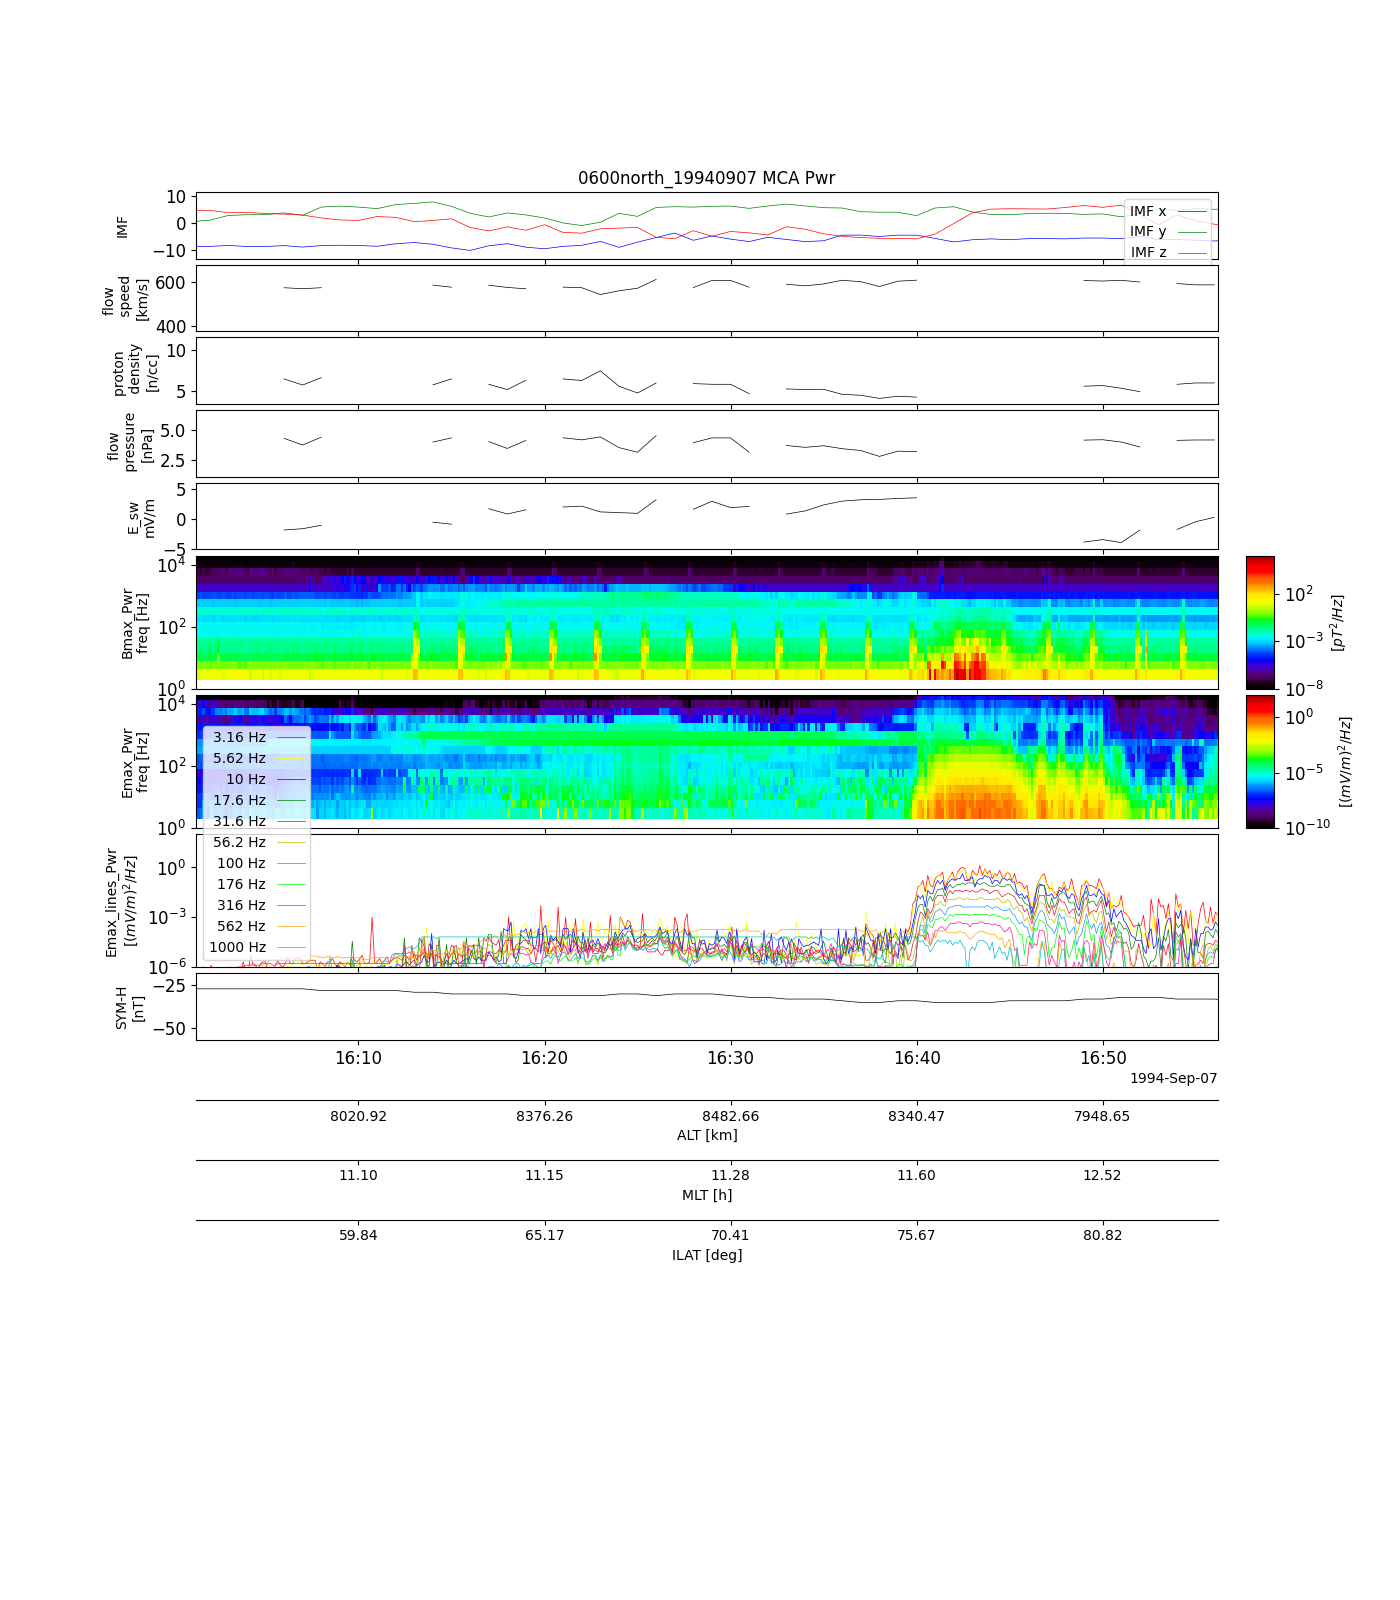 0600north_19940907 MCA Pwr
10
0
−10
IMF
IMF x
IMF y
IMF z
600
400
flow
speed
[km/s]
10
5
proton
density
[n/cc]
5.0
2.5
flow
pressure
[nPa]
5
0
−5
E_sw
mV/m
10^4
10^2
10^0
Bmax_Pwr
freq [Hz]
10^2
10^−3
10^−8
[pT^2/Hz]
10^4
10^2
10^0
Emax_Pwr
freq [Hz]
10^0
10^−5
10^−10
[(mV/m)^2/Hz]
3.16 Hz
5.62 Hz
10 Hz
17.6 Hz
31.6 Hz
56.2 Hz
100 Hz
176 Hz
316 Hz
562 Hz
1000 Hz
10^0
10^−3
10^−6
Emax_lines_Pwr
[(mV/m)^2/Hz]
−25
−50
SYM-H
[nT]
16:10 16:20 16:30 16:40 16:50
1994-Sep-07
8020.92 8376.26 8482.66 8340.47 7948.65
ALT [km]
11.10 11.15 11.28 11.60 12.52
MLT [h]
59.84 65.17 70.41 75.67 80.82
ILAT [deg]